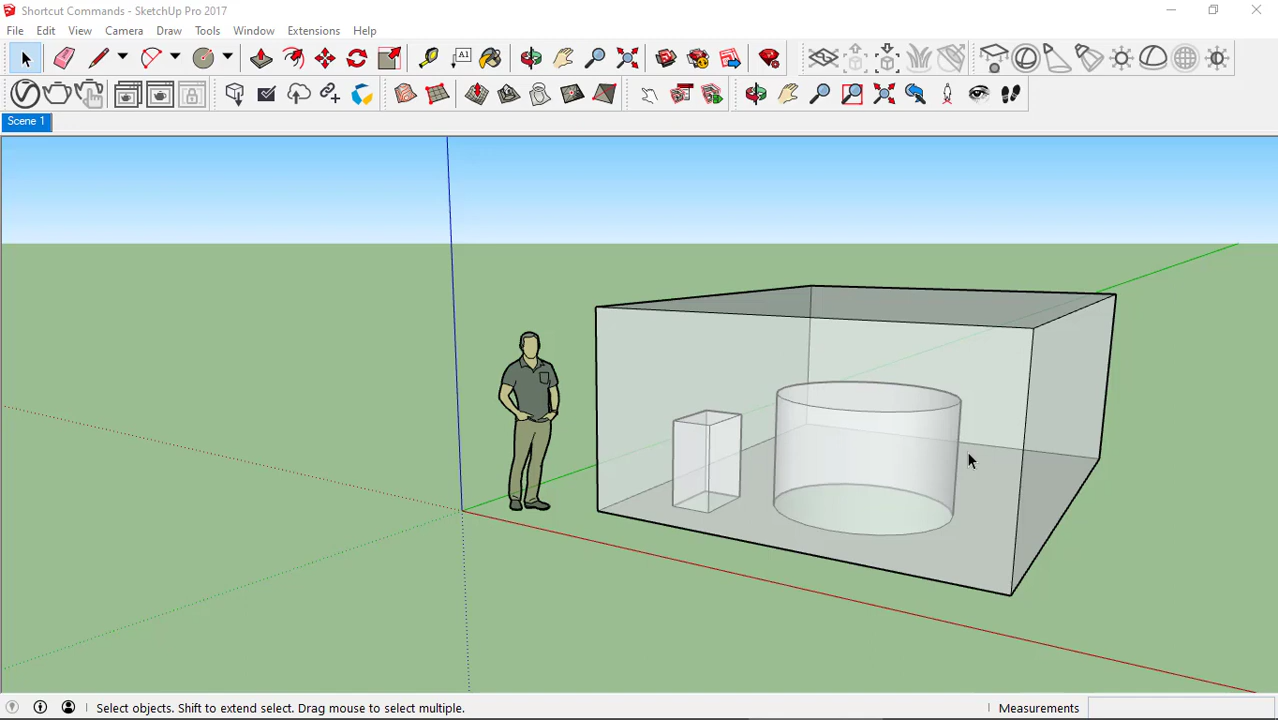 Shortcut Commands - SketchUp Pro 2017
File Edit View Camera Draw Tools Window Extensions Help
A1
Scene 1
Select objects. Shift to extend select. Drag mouse to select multiple.
Measurements